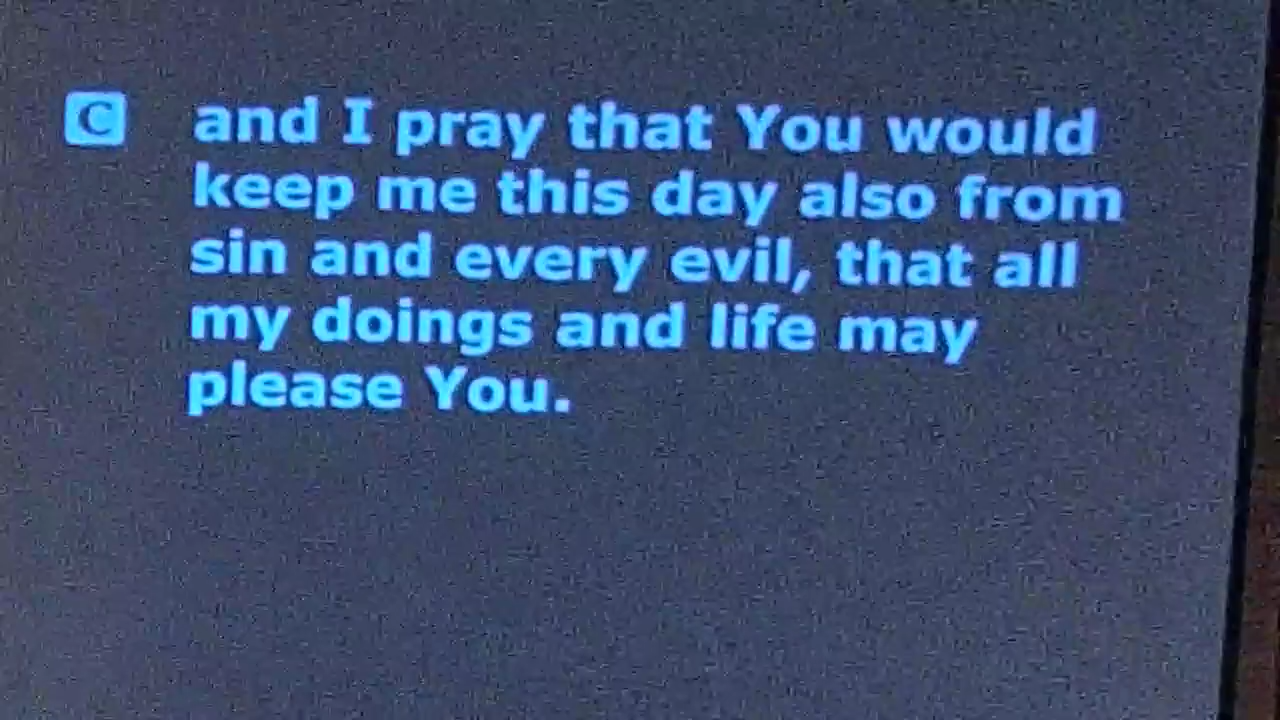 C and I pray that You would
keep me this day also from
sin and every evil, that all
my doings and life may
please You.